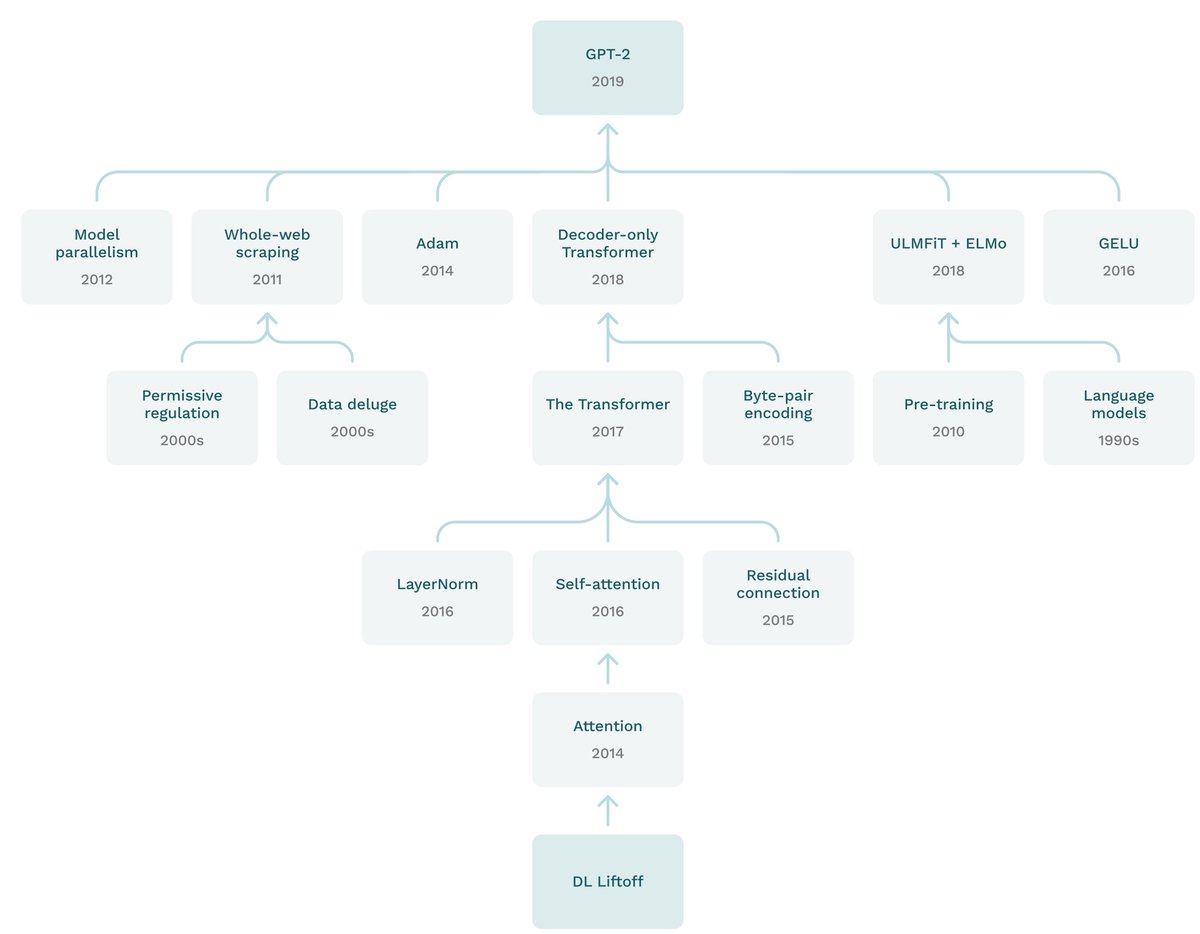 GPT-2
2019
Model
parallelism
2012
Whole-web
scraping
2011
Adam
2014
Decoder-only
Transformer
2018
ULMFiT + ELMo
2018
GELU
2016
Permissive
regulation
2000s
Data deluge
2000s
The Transformer
2017
Byte-pair
encoding
2015
Pre-training
2010
Language
models
1990s
LayerNorm
2016
Self-attention
2016
Residual
connection
2015
Attention
2014
DL Liftoff